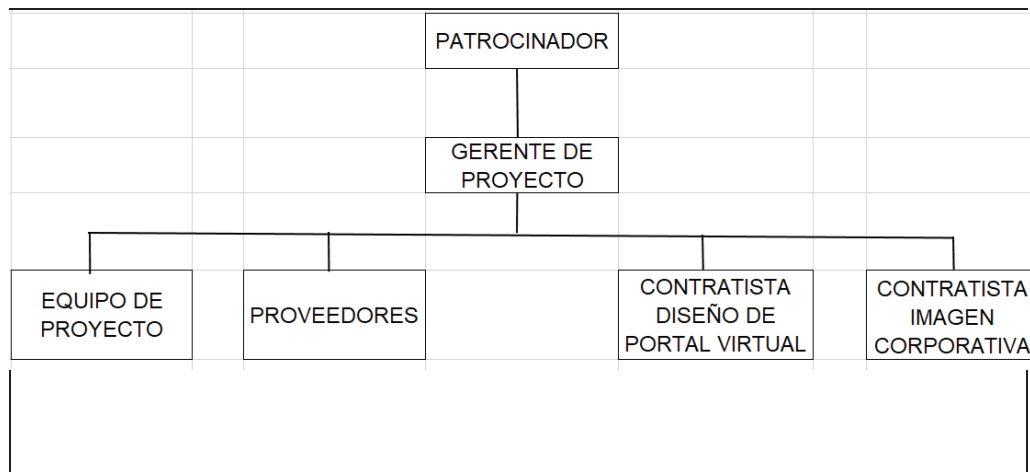 PATROCINADOR
GERENTE DE
PROYECTO
EQUIPO DE
PROYECTO
PROVEEDORES
CONTRATISTA
DISEÑO DE
PORTAL VIRTUAL
CONTRATISTA
IMAGEN
CORPORATIVA